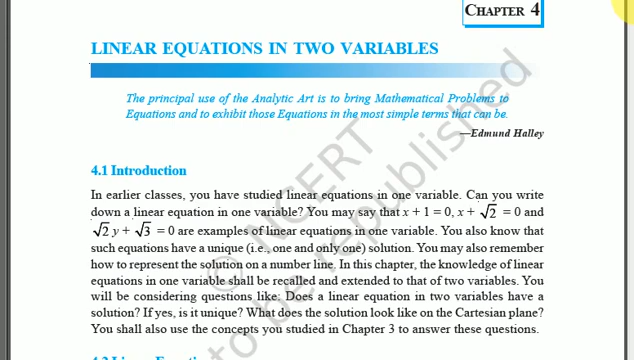 CHAPTER 4
LINEAR EQUATIONS IN TWO VARIABLES
The principal use of the Analytic Art is to bring Mathematical Problems to
Equations and to exhibit those Equations in the most simple terms that can be.
—Edmund Halley
4.1 Introduction
In earlier classes, you have studied linear equations in one variable. Can you write
down a linear equation in one variable? You may say that x + 1 = 0, x + √2 = 0 and
√2 y + √3 = 0 are examples of linear equations in one variable. You also know that
such equations have a unique (i.e., one and only one) solution. You may also remember
how to represent the solution on a number line. In this chapter, the knowledge of linear
equations in one variable shall be recalled and extended to that of two variables. You
will be considering questions like: Does a linear equation in two variables have a
solution? If yes, is it unique? What does the solution look like on the Cartesian plane?
You shall also use the concepts you studied in Chapter 3 to answer these questions.
4.2 Linear Equations
© NCERT
to be republished